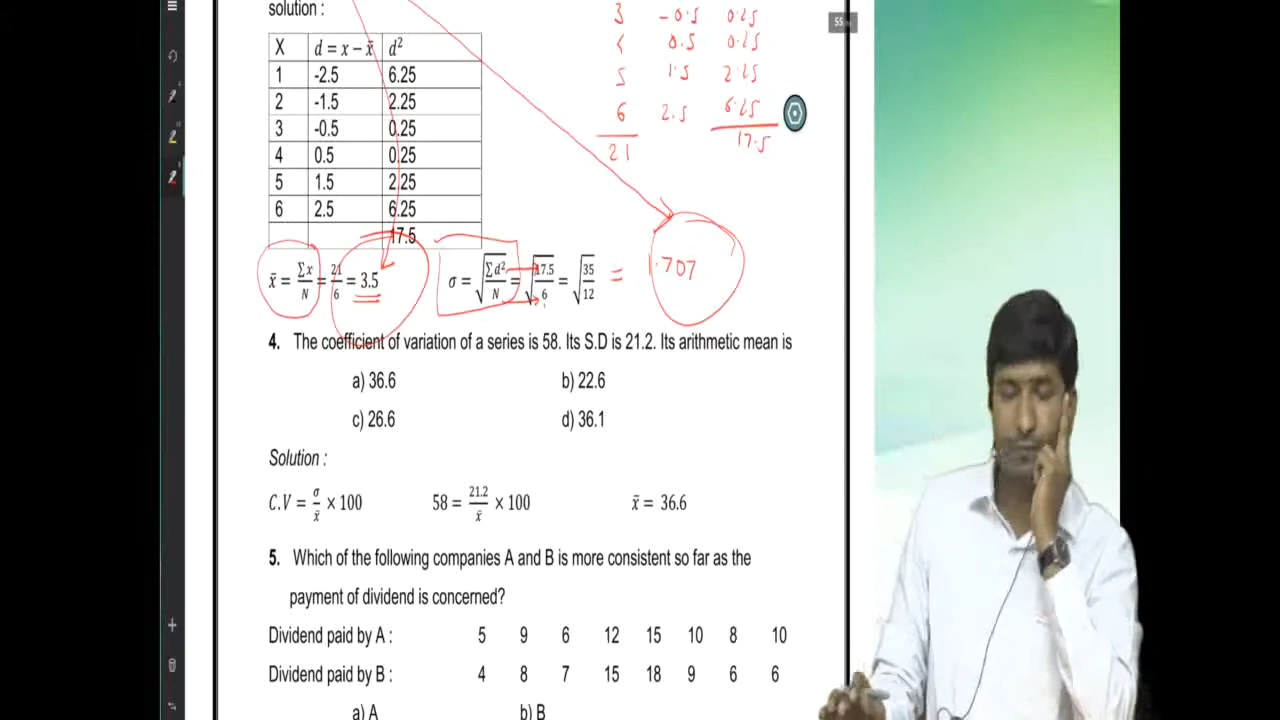 solution :
X d = x − x̄ d²
1 -2.5 6.25
2 -1.5 2.25
3 -0.5 0.25
4 0.5 0.25
5 1.5 2.25
6 2.5 6.25
17.5
3 -0.5 0.25
4 0.5 0.25
5 1.5 2.25
6 2.5 6.25
21 17.5
55
x̄ = ∑x/N = 21/6 = 3.5 σ = √(∑d²/N) = √(17.5/6) = √(35/12) = 1.707
4. The coefficient of variation of a series is 58. Its S.D is 21.2. Its arithmetic mean is
a) 36.6 b) 22.6
c) 26.6 d) 36.1
Solution :
C.V = σ/x̄ × 100 58 = 21.2/x̄ × 100 x̄ = 36.6
5. Which of the following companies A and B is more consistent so far as the
payment of dividend is concerned?
Dividend paid by A : 5 9 6 12 15 10 8 10
Dividend paid by B : 4 8 7 15 18 9 6 6
a) A b) B